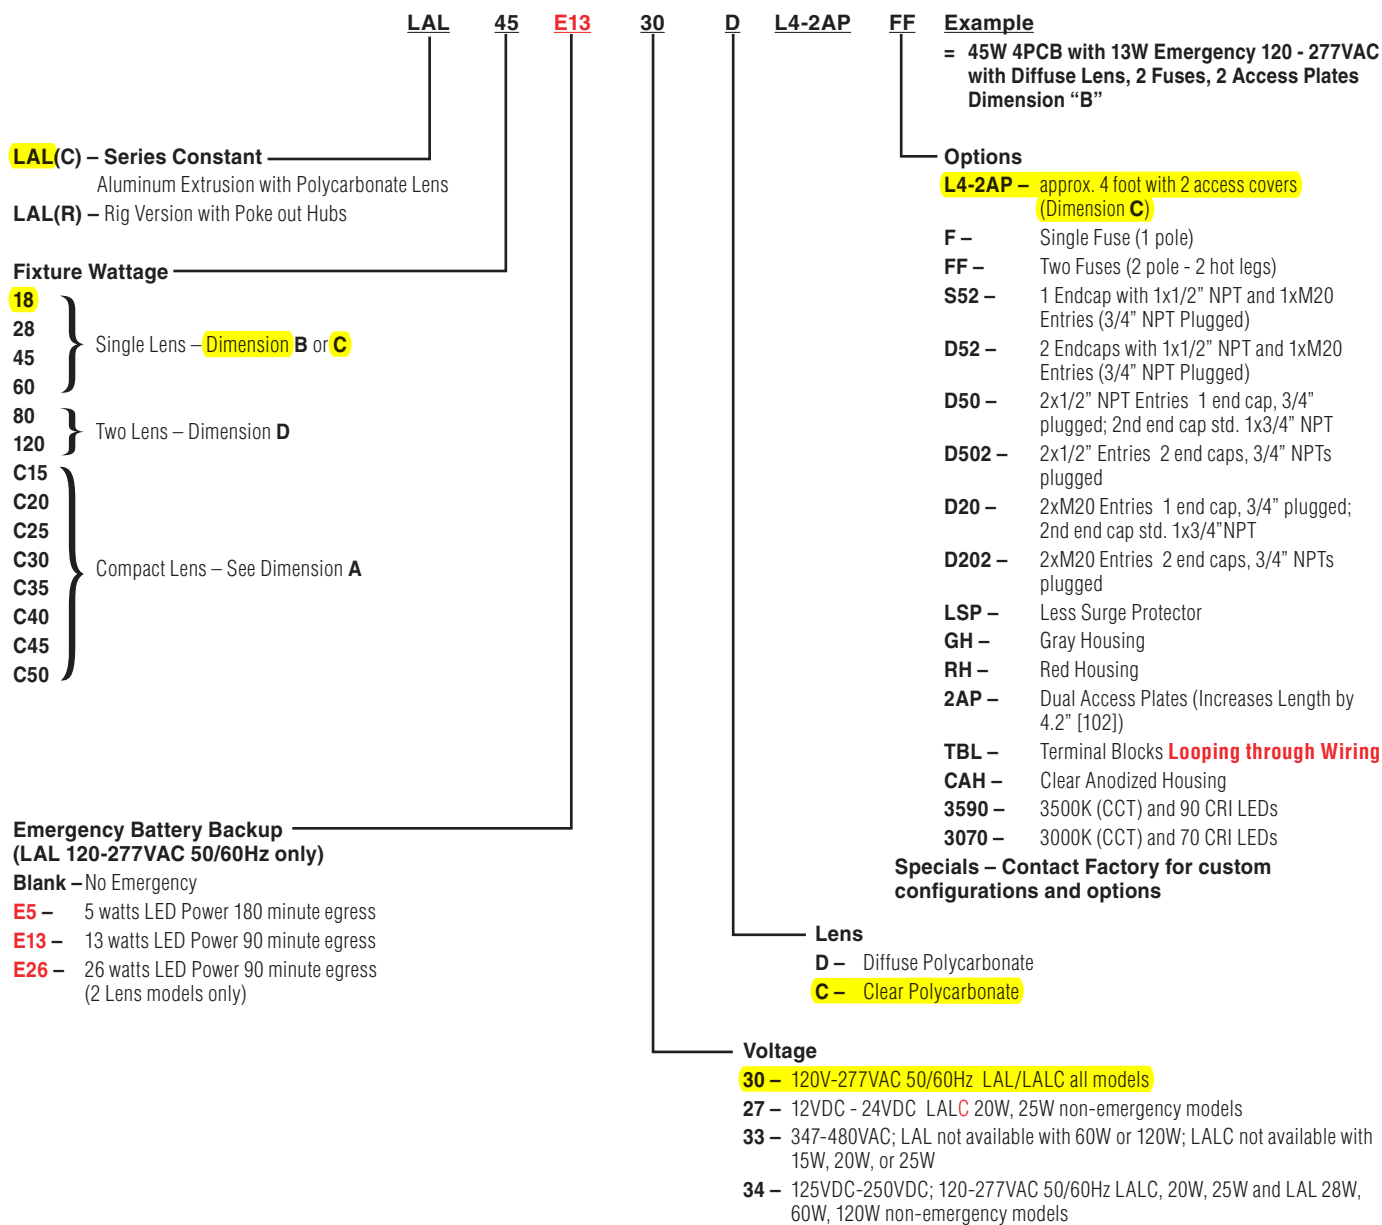 LAL 45 E13 30 D L4-2AP FF Example
= 45W 4PCB with 13W Emergency 120 - 277VAC
with Diffuse Lens, 2 Fuses, 2 Access Plates
Dimension “B”
LAL(C) – Series Constant
Aluminum Extrusion with Polycarbonate Lens
LAL(R) – Rig Version with Poke out Hubs
Fixture Wattage
18
28
45
60
Single Lens – Dimension B or C
80
120
Two Lens – Dimension D
C15
C20
C25
C30
C35
C40
C45
C50
Compact Lens – See Dimension A
Emergency Battery Backup
(LAL 120-277VAC 50/60Hz only)
Blank – No Emergency
E5 – 5 watts LED Power 180 minute egress
E13 – 13 watts LED Power 90 minute egress
E26 – 26 watts LED Power 90 minute egress
(2 Lens models only)
Options
L4-2AP – approx. 4 foot with 2 access covers
(Dimension C)
F – Single Fuse (1 pole)
FF – Two Fuses (2 pole - 2 hot legs)
S52 – 1 Endcap with 1x1/2” NPT and 1xM20
Entries (3/4” NPT Plugged)
D52 – 2 Endcaps with 1x1/2” NPT and 1xM20
Entries (3/4” NPT Plugged)
D50 – 2x1/2” NPT Entries 1 end cap, 3/4”
plugged; 2nd end cap std. 1x3/4” NPT
D502 – 2x1/2” Entries 2 end caps, 3/4” NPTs
plugged
D20 – 2xM20 Entries 1 end cap, 3/4” plugged;
2nd end cap std. 1x3/4”NPT
D202 – 2xM20 Entries 2 end caps, 3/4” NPTs
plugged
LSP – Less Surge Protector
GH – Gray Housing
RH – Red Housing
2AP – Dual Access Plates (Increases Length by
4.2” [102])
TBL – Terminal Blocks Looping through Wiring
CAH – Clear Anodized Housing
3590 – 3500K (CCT) and 90 CRI LEDs
3070 – 3000K (CCT) and 70 CRI LEDs
Specials – Contact Factory for custom
configurations and options
Lens
D – Diffuse Polycarbonate
C – Clear Polycarbonate
Voltage
30 – 120V-277VAC 50/60Hz LAL/LALC all models
27 – 12VDC - 24VDC LALC 20W, 25W non-emergency models
33 – 347-480VAC; LAL not available with 60W or 120W; LALC not available with
15W, 20W, or 25W
34 – 125VDC-250VDC; 120-277VAC 50/60Hz LALC, 20W, 25W and LAL 28W,
60W, 120W non-emergency models